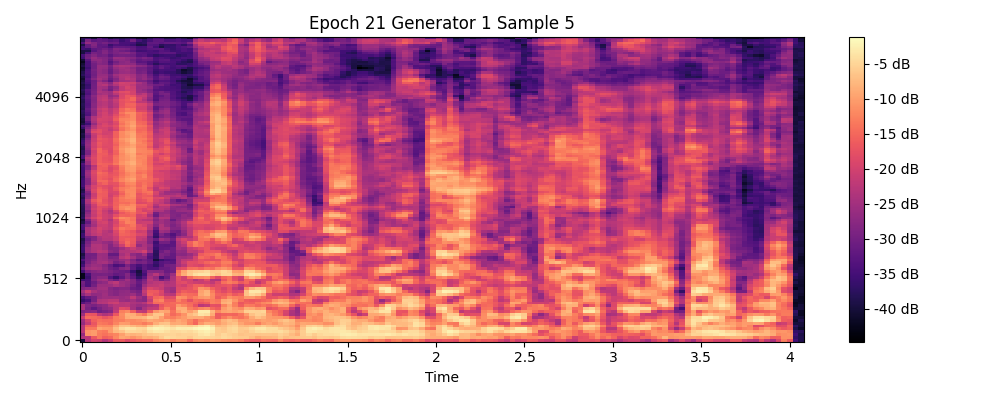 Epoch 21 Generator 1 Sample 5
4096
2048
1024
512
0
Hz
0
0.5
1
1.5
2
2.5
3
3.5
4
Time
-5 dB
-10 dB
-15 dB
-20 dB
-25 dB
-30 dB
-35 dB
-40 dB